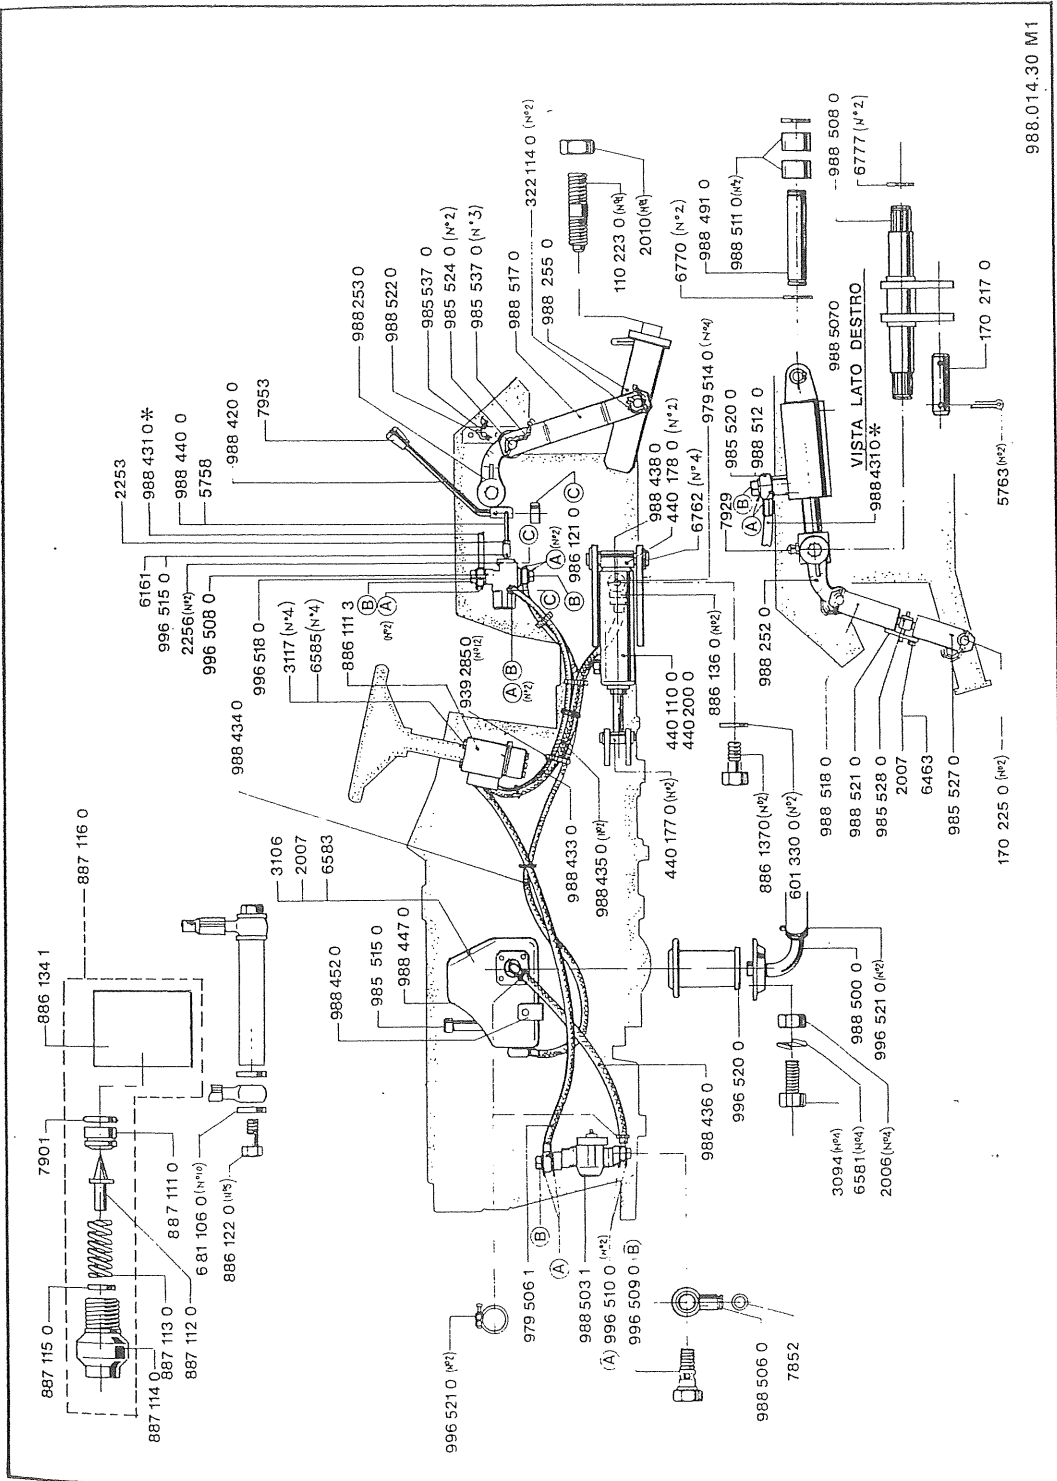 988.014.30 M1
887 116 0
886 134 1
7901
887 111 0
681 106 0 (N°10)
886 122 0 (N°5)
887 115 0
887 114 0
887 113 0
887 112 0
988 434 0
3106
2007
6583
988 452 0
985 515 0
988 447 0
996 521 0 (N°2)
979 506 1
B
A
988 503 1
(A) 996 510 0 (N°2)
996 509 0 (B)
988 506 0
7852
988 436 0
996 520 0
988 500 0
996 521 0 (N°2)
3094 (N°4)
6581 (N°4)
2006 (N°4)
2253
988 431 0 *
988 440 0
5758
988 420 0
7953
6161
996 515 0
2256 (N°2)
996 508 0
996 518 0
3117 (N°4)
6585 (N°4)
886 111 3
939 285 0 (N°12)
B
A (N°2)
A B (N°2)
C
A (N°2)
986 121 0 C
C
B
988 253 0
988 522 0
985 537 0
985 524 0 (N°2)
985 537 0 (N°3)
988 517 0
988 255 0
322 114 0 (N°2)
110 223 0
2010
988 433 0
988 435 0 (N°2)
440 177 0 (N°2)
440 110 0
440 200 0
886 136 0 (N°2)
988 438 0
440 178 0 (N°2)
6762 (N°4)
979 514 0 (N°4)
886 137 0 (N°2)
601 330 0 (N°2)
6770 (N°2)
988 491 0
988 511 0 (N°2)
988 508 0
6777 (N°2)
7929
A B
985 520 0
988 512 0
VISTA LATO DESTRO
988 431 0 *
988 507 0
988 252 0
988 518 0
988 521 0
985 528 0
2007
6463
985 527 0
170 225 0 (N°2)
5763 (N°2)
170 217 0